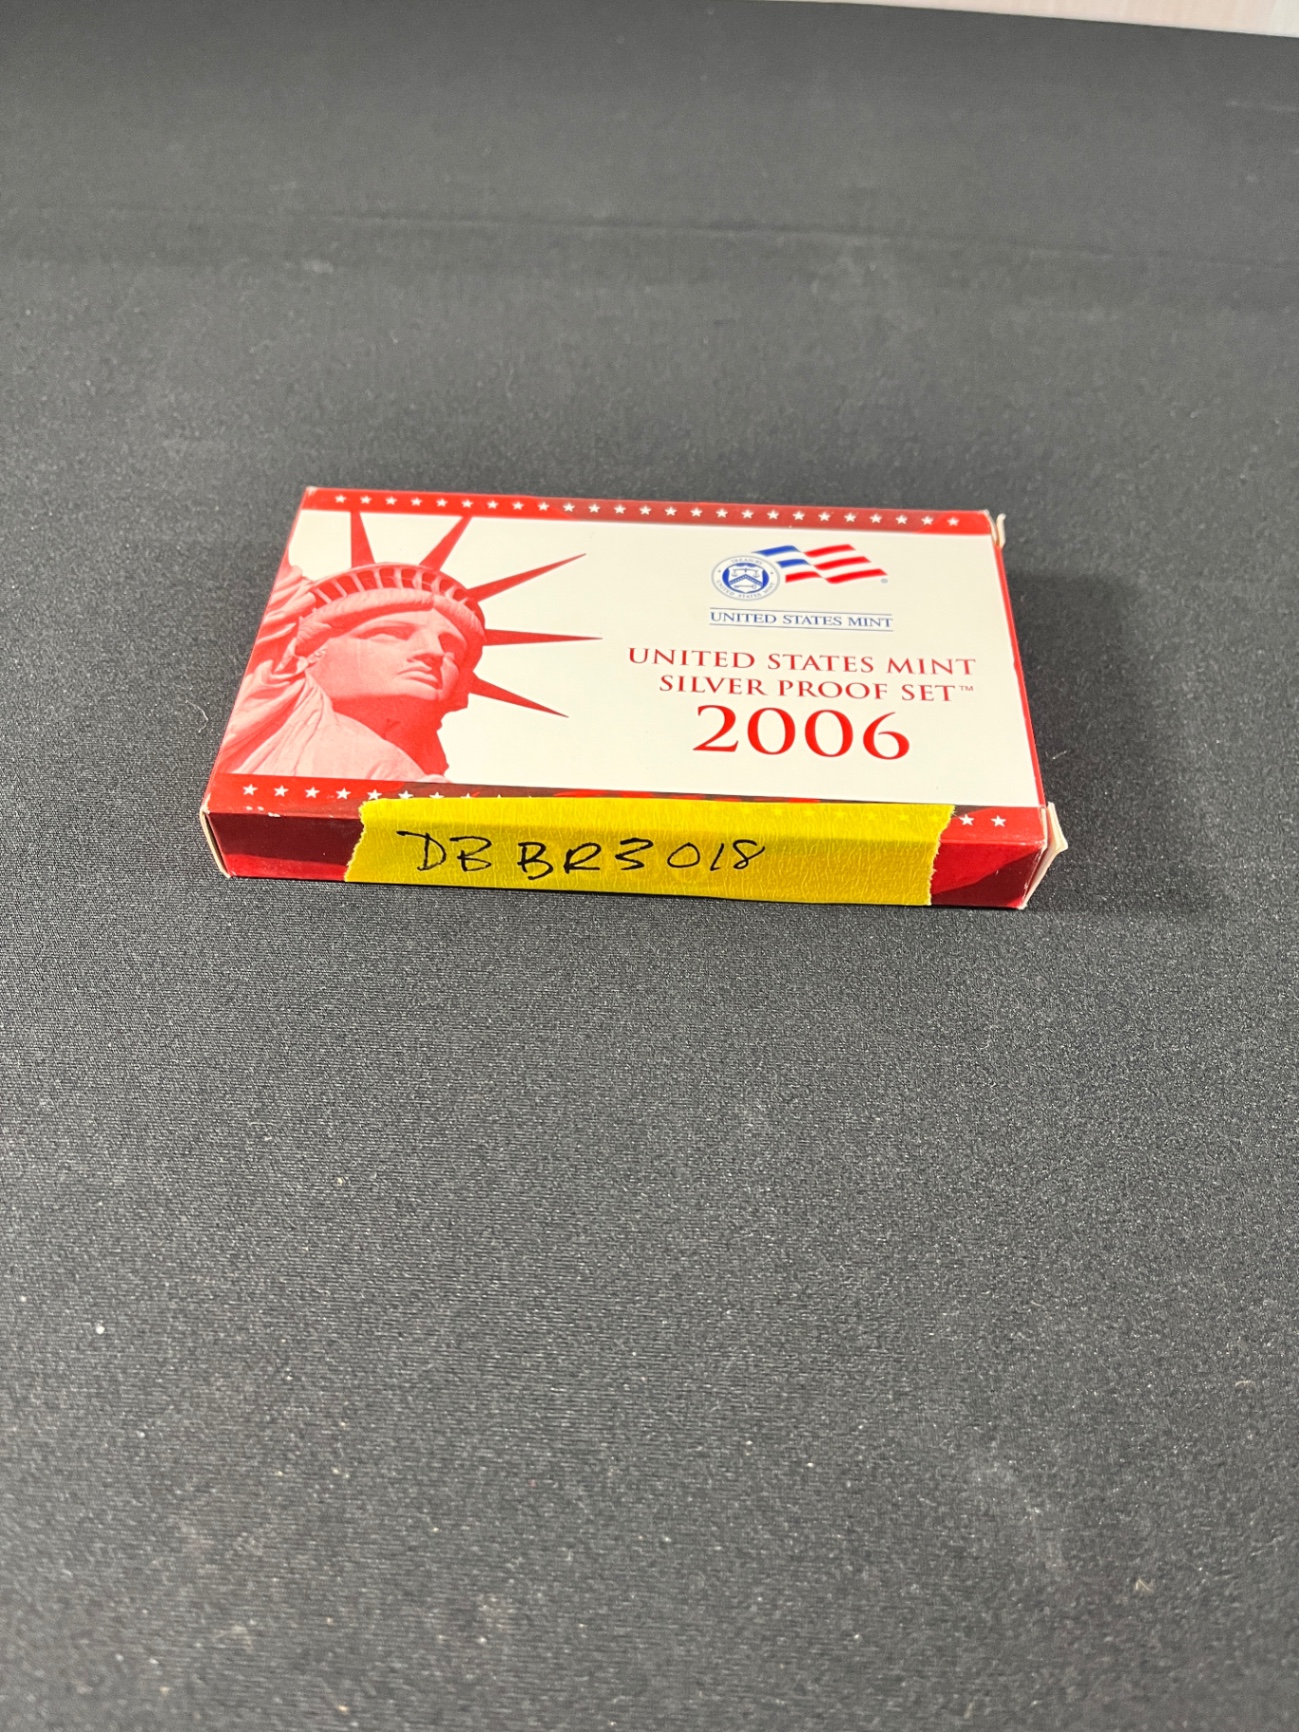 UNITED STATES MINT
UNITED STATES MINT
SILVER PROOF SET™
2006
DB BR3018